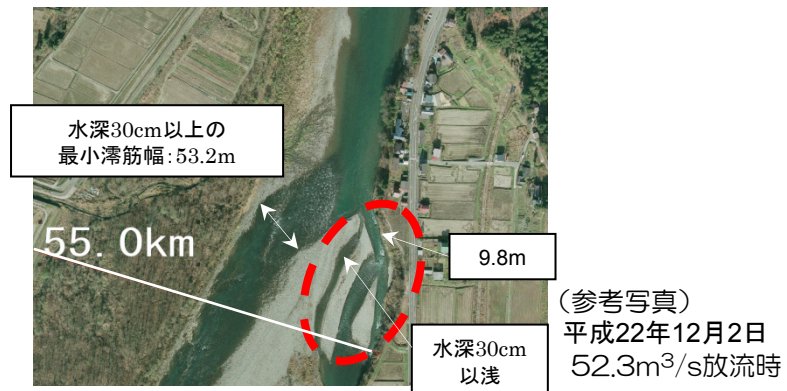 水深30cm以上の
最小澪筋幅:53.2m
55.0km
9.8m
水深30cm
以浅
(参考写真)
平成22年12月2日
52.3m³/s放流時